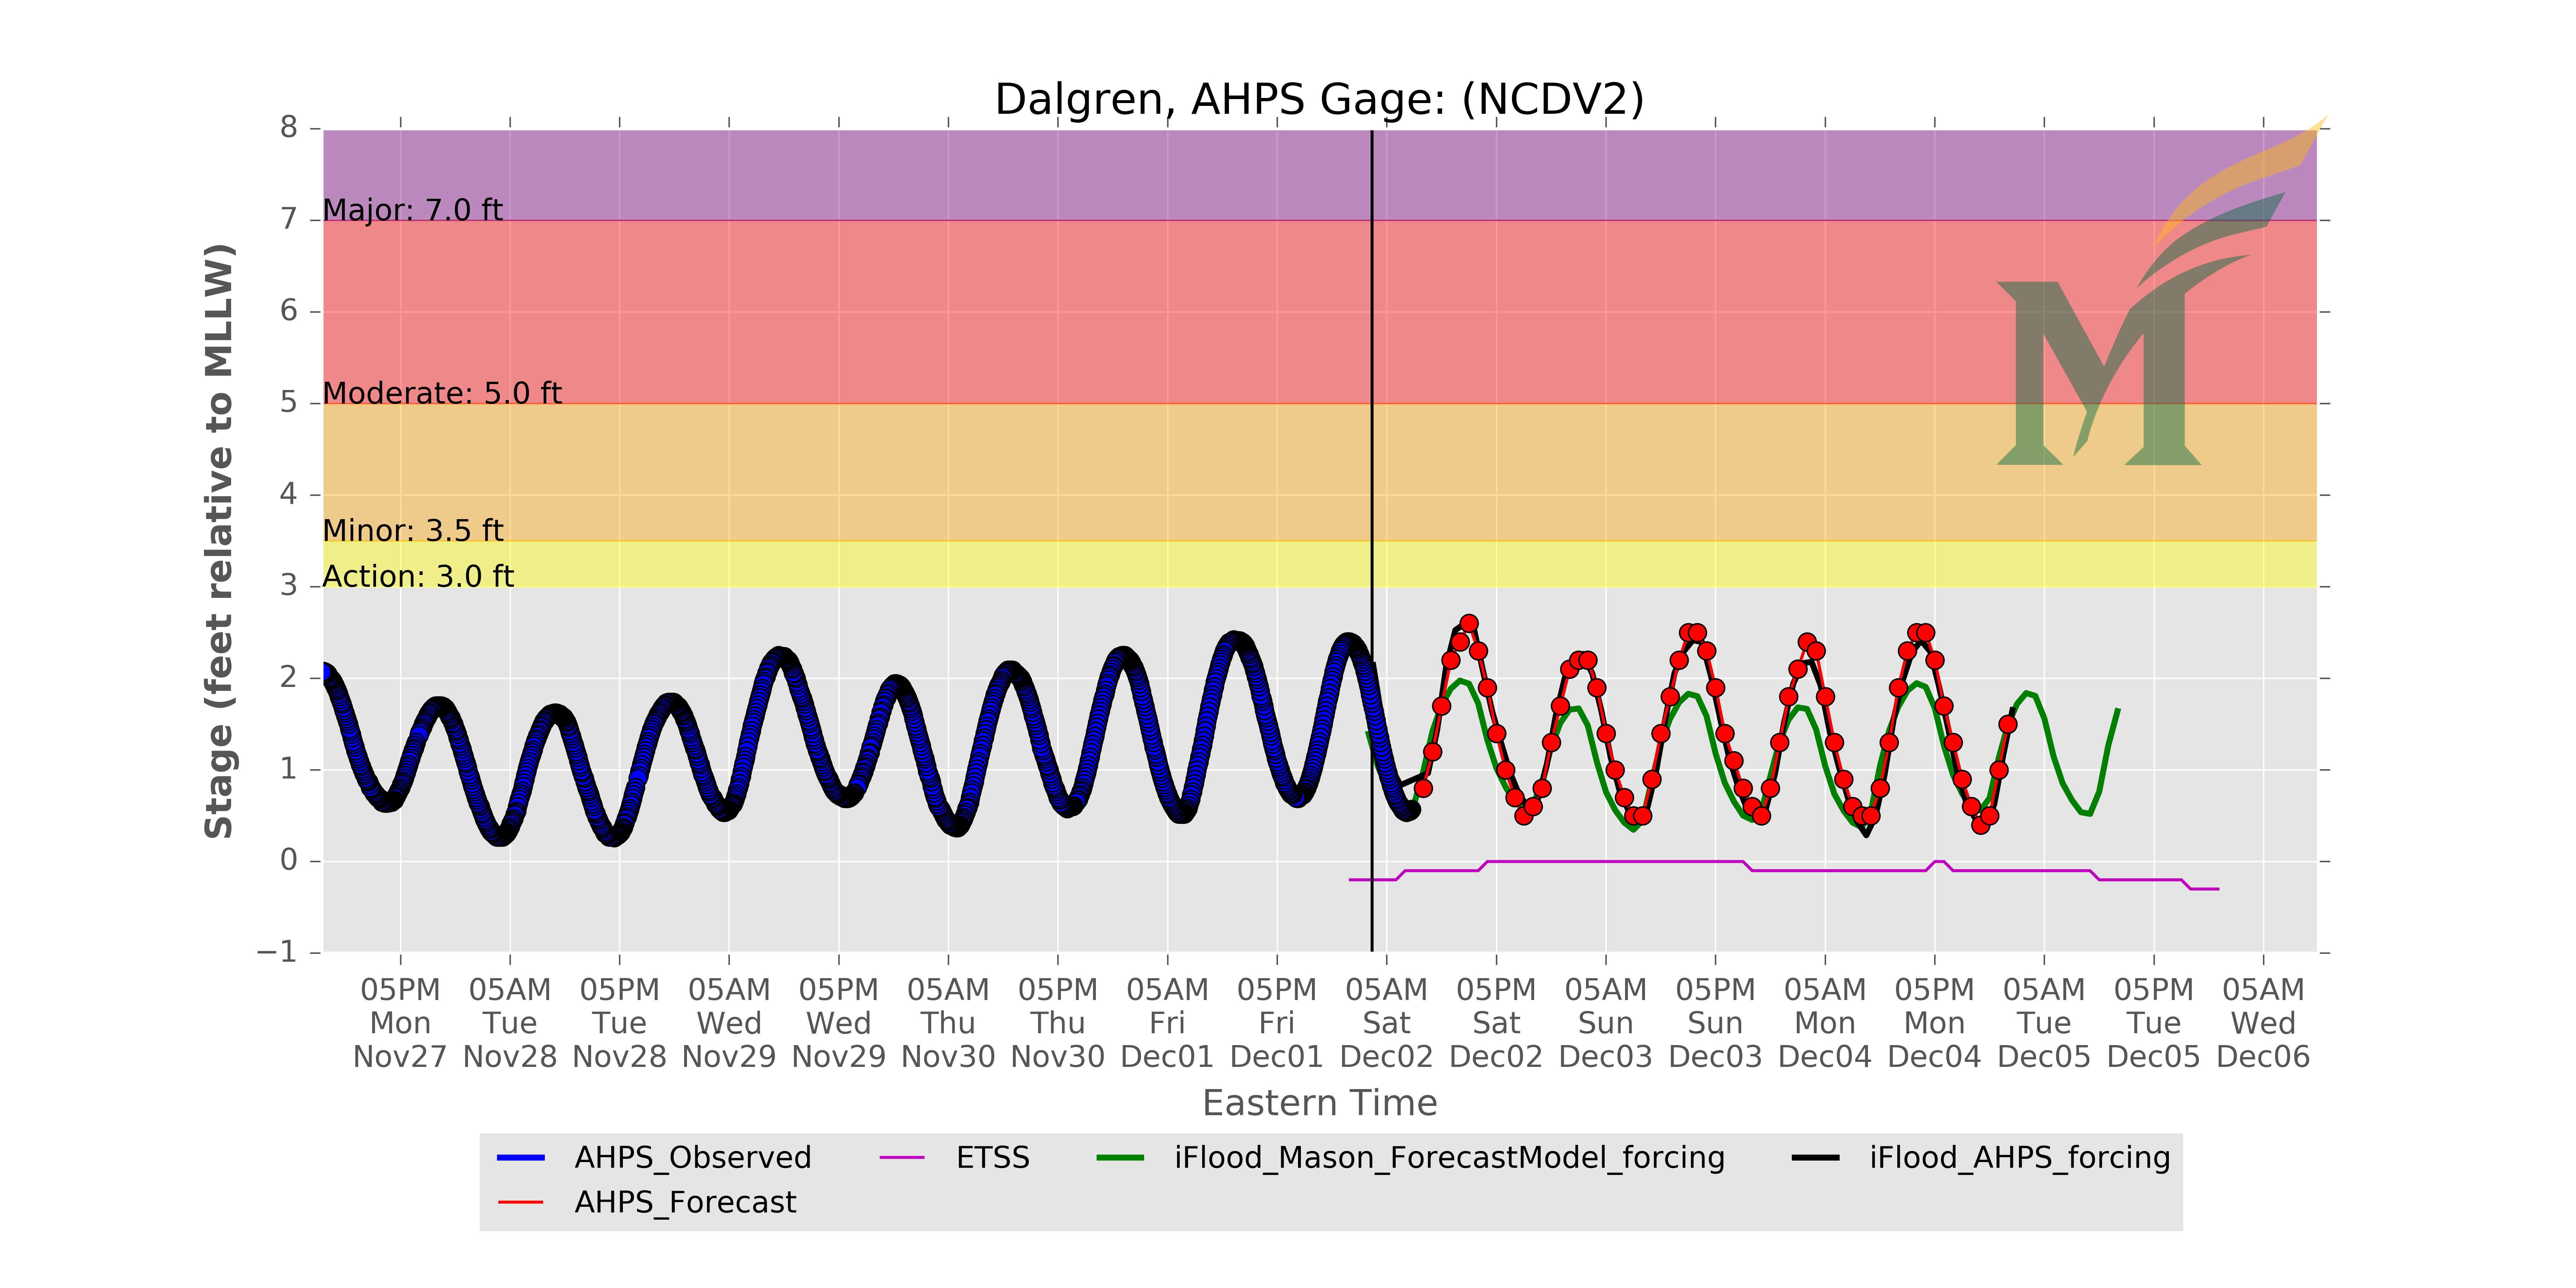 Dalgren, AHPS Gage: (NCDV2)
Stage (feet relative to MLLW)
8
7
6
5
4
3
2
1
0
−1
Major: 7.0 ft
Moderate: 5.0 ft
Minor: 3.5 ft
Action: 3.0 ft
M
05PM 05AM 05PM 05AM 05PM 05AM 05PM 05AM 05PM 05AM 05PM 05AM 05PM 05AM 05PM 05AM 05PM 05AM
Mon Tue Tue Wed Wed Thu Thu Fri Fri Sat Sat Sun Sun Mon Mon Tue Tue Wed
Nov27 Nov28 Nov28 Nov29 Nov29 Nov30 Nov30 Dec01 Dec01 Dec02 Dec02 Dec03 Dec03 Dec04 Dec04 Dec05 Dec05 Dec06
Eastern Time
AHPS_Observed ETSS iFlood_Mason_ForecastModel_forcing iFlood_AHPS_forcing
AHPS_Forecast